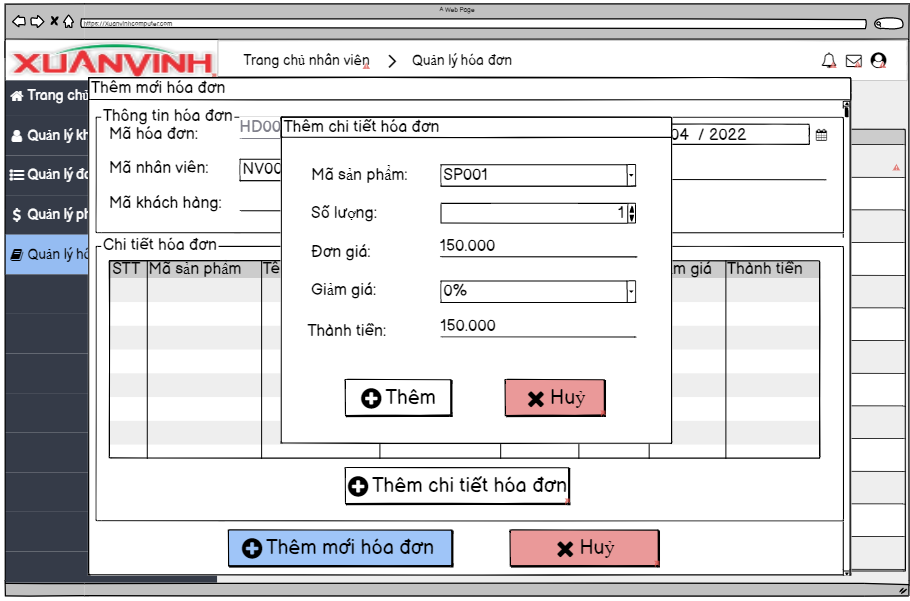 A Web Page
https://xuanvinhcomputer.com
XUANVINH
Trang chủ nhân viên
Quản lý hóa đơn
Trang chủ
Quản lý
Quản lý
$ Quản lý
Quản lý
Thêm mới hóa đơn
Thông tin hóa đơn
Mã hóa đơn:
HD00
04 / 2022
Mã nhân viên:
NV00
Mã khách hàng:
Chi tiết hóa đơn
STT
Mã sản phẩm
Tê
m giá
Thành tiền
Thêm chi tiết hóa đơn
Mã sản phẩm:
SP001
Số lượng:
1
Đơn giá:
150.000
Giảm giá:
0%
Thành tiền:
150.000
Thêm
Huỷ
Thêm chi tiết hóa đơn
Thêm mới hóa đơn
Huỷ